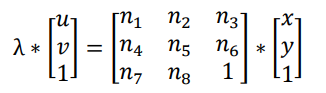 λ * [u v 1] = [n₁ n₂ n₃; n₄ n₅ n₆; n₇ n₈ 1] * [x y 1]